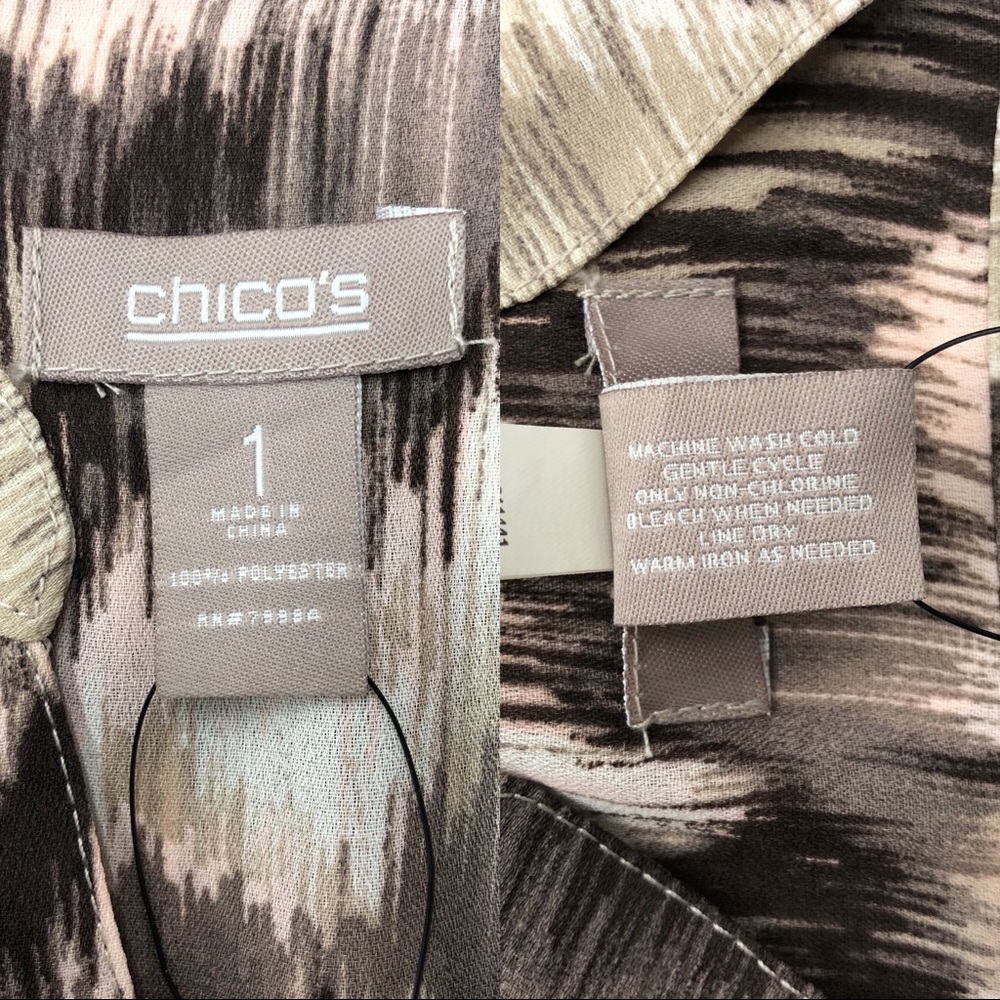 chico's
1
MADE IN
CHINA
100% POLYESTER
MACHINE WASH COLD
GENTLE CYCLE
ONLY NON-CHLORINE
BLEACH WHEN NEEDED
LINE DRY
WARM IRON AS NEEDED